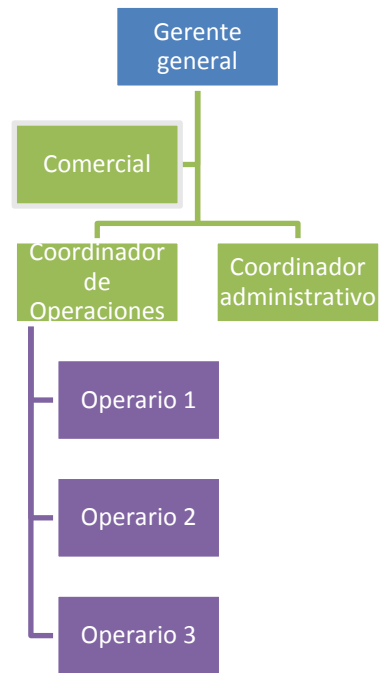 Gerente
general
Comercial
Coordinador
de
Operaciones
Coordinador
administrativo
Operario 1
Operario 2
Operario 3